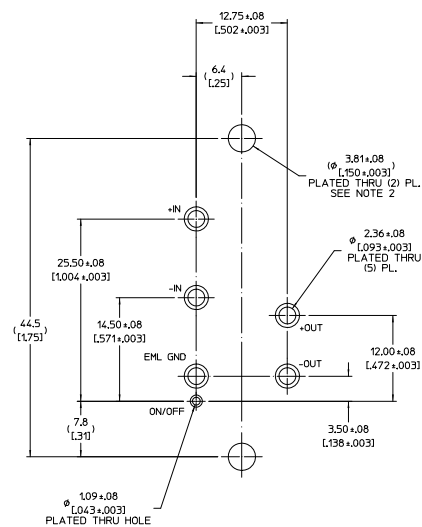 12.75±.08
[.502±.003]
6.4
( [.25] )
(ø 3.81±.08
[.150±.003] )
PLATED THRU (2) PL.
SEE NOTE 2
+IN
ø 2.36±.08
[.093±.003]
PLATED THRU
(5) PL.
25.50±.08
[1.004±.003]
-IN
44.5
( [1.75] )
14.50±.08
[.571±.003]
+OUT
12.00±.08
[.472±.003]
EML GND
-OUT
ON/OFF
7.8
( [.31] )
3.50±.08
[.138±.003]
ø 1.09±.08
[.043±.003]
PLATED THRU HOLE